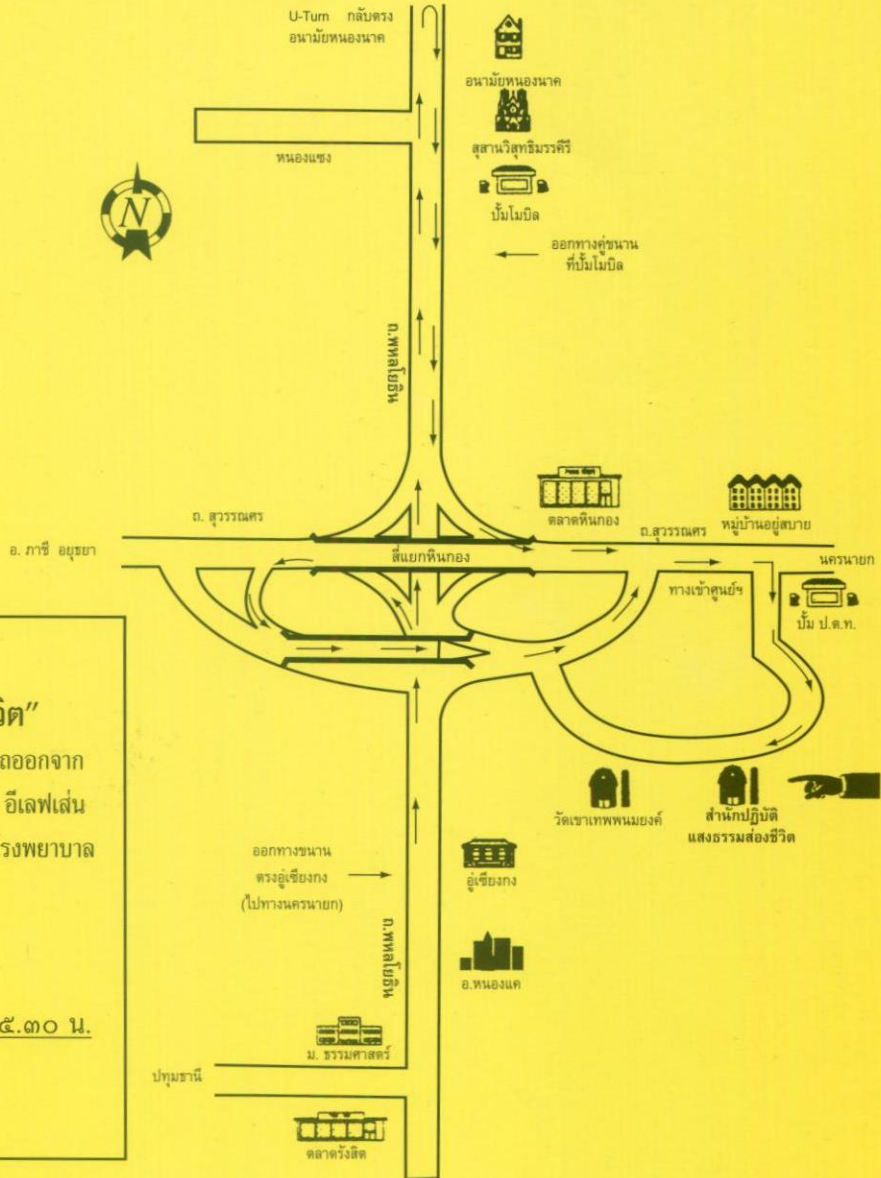 U-Turn กลับตรง
อนามัยหนองนาค
อนามัยหนองนาค
สุสานวิสุทธิมรรคีรี
หนองแซง
N
ปั้มโมบิล
ออกทางคู่ขนาน
ที่ปั้มโมบิล
ถ.พหลโยธิน
ถ. สุวรรณศร
ตลาดหินกอง
ถ.สุวรรณศร
หมู่บ้านอยู่สบาย
อ. ภาชี อยุธยา
สี่แยกหินกอง
นครนายก
ทางเข้าศูนย์ฯ
ปั้ม ป.ต.ท.
วัดเขาเทพพนมยงค์
สำนักปฏิบัติ
แสงธรรมส่องชีวิต
ออกทางขนาน
ตรงอู่เซียงกง
(ไปทางนครนายก)
อู่เซียงกง
ถ.พหลโยธิน
อ.หนองแค
ม. ธรรมศาสตร์
ปทุมธานี
ตลาดรังสิต
ออกจาก
อีเลฟเส่น
รงพยาบาล
๕.๓๐ น.